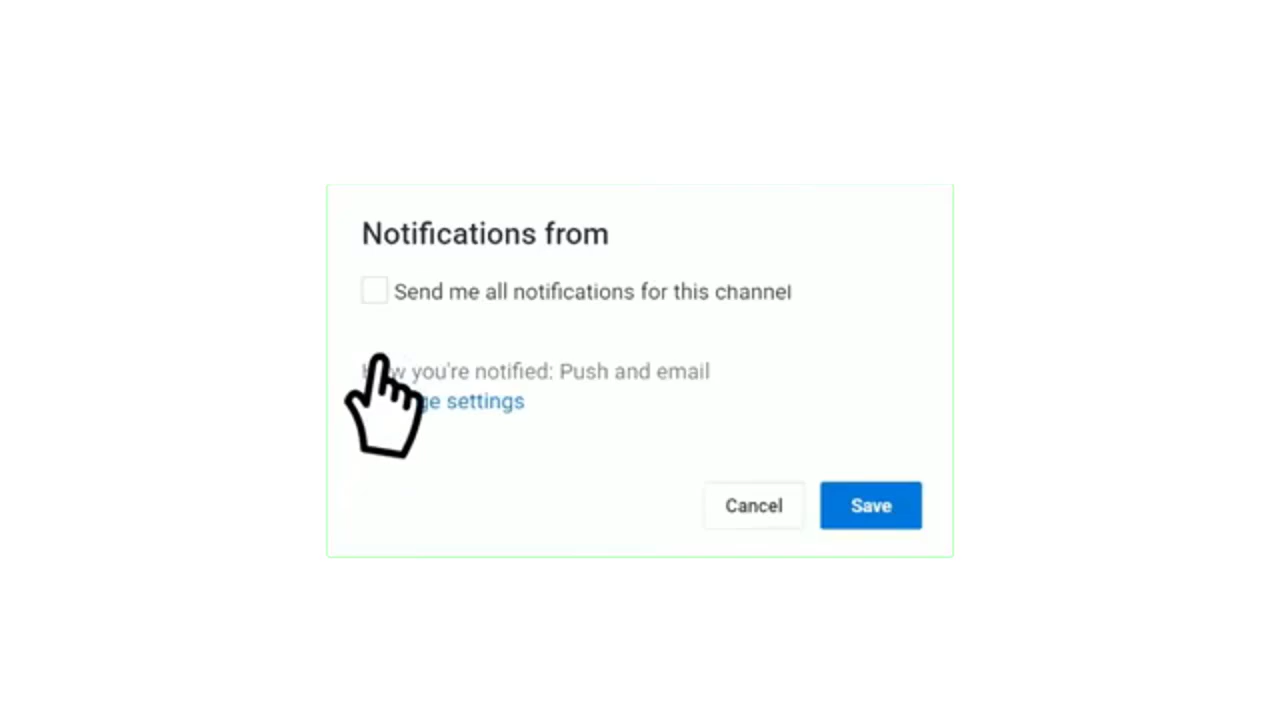 Notifications from
Send me all notifications for this channel
you're notified: Push and email
settings
Cancel
Save